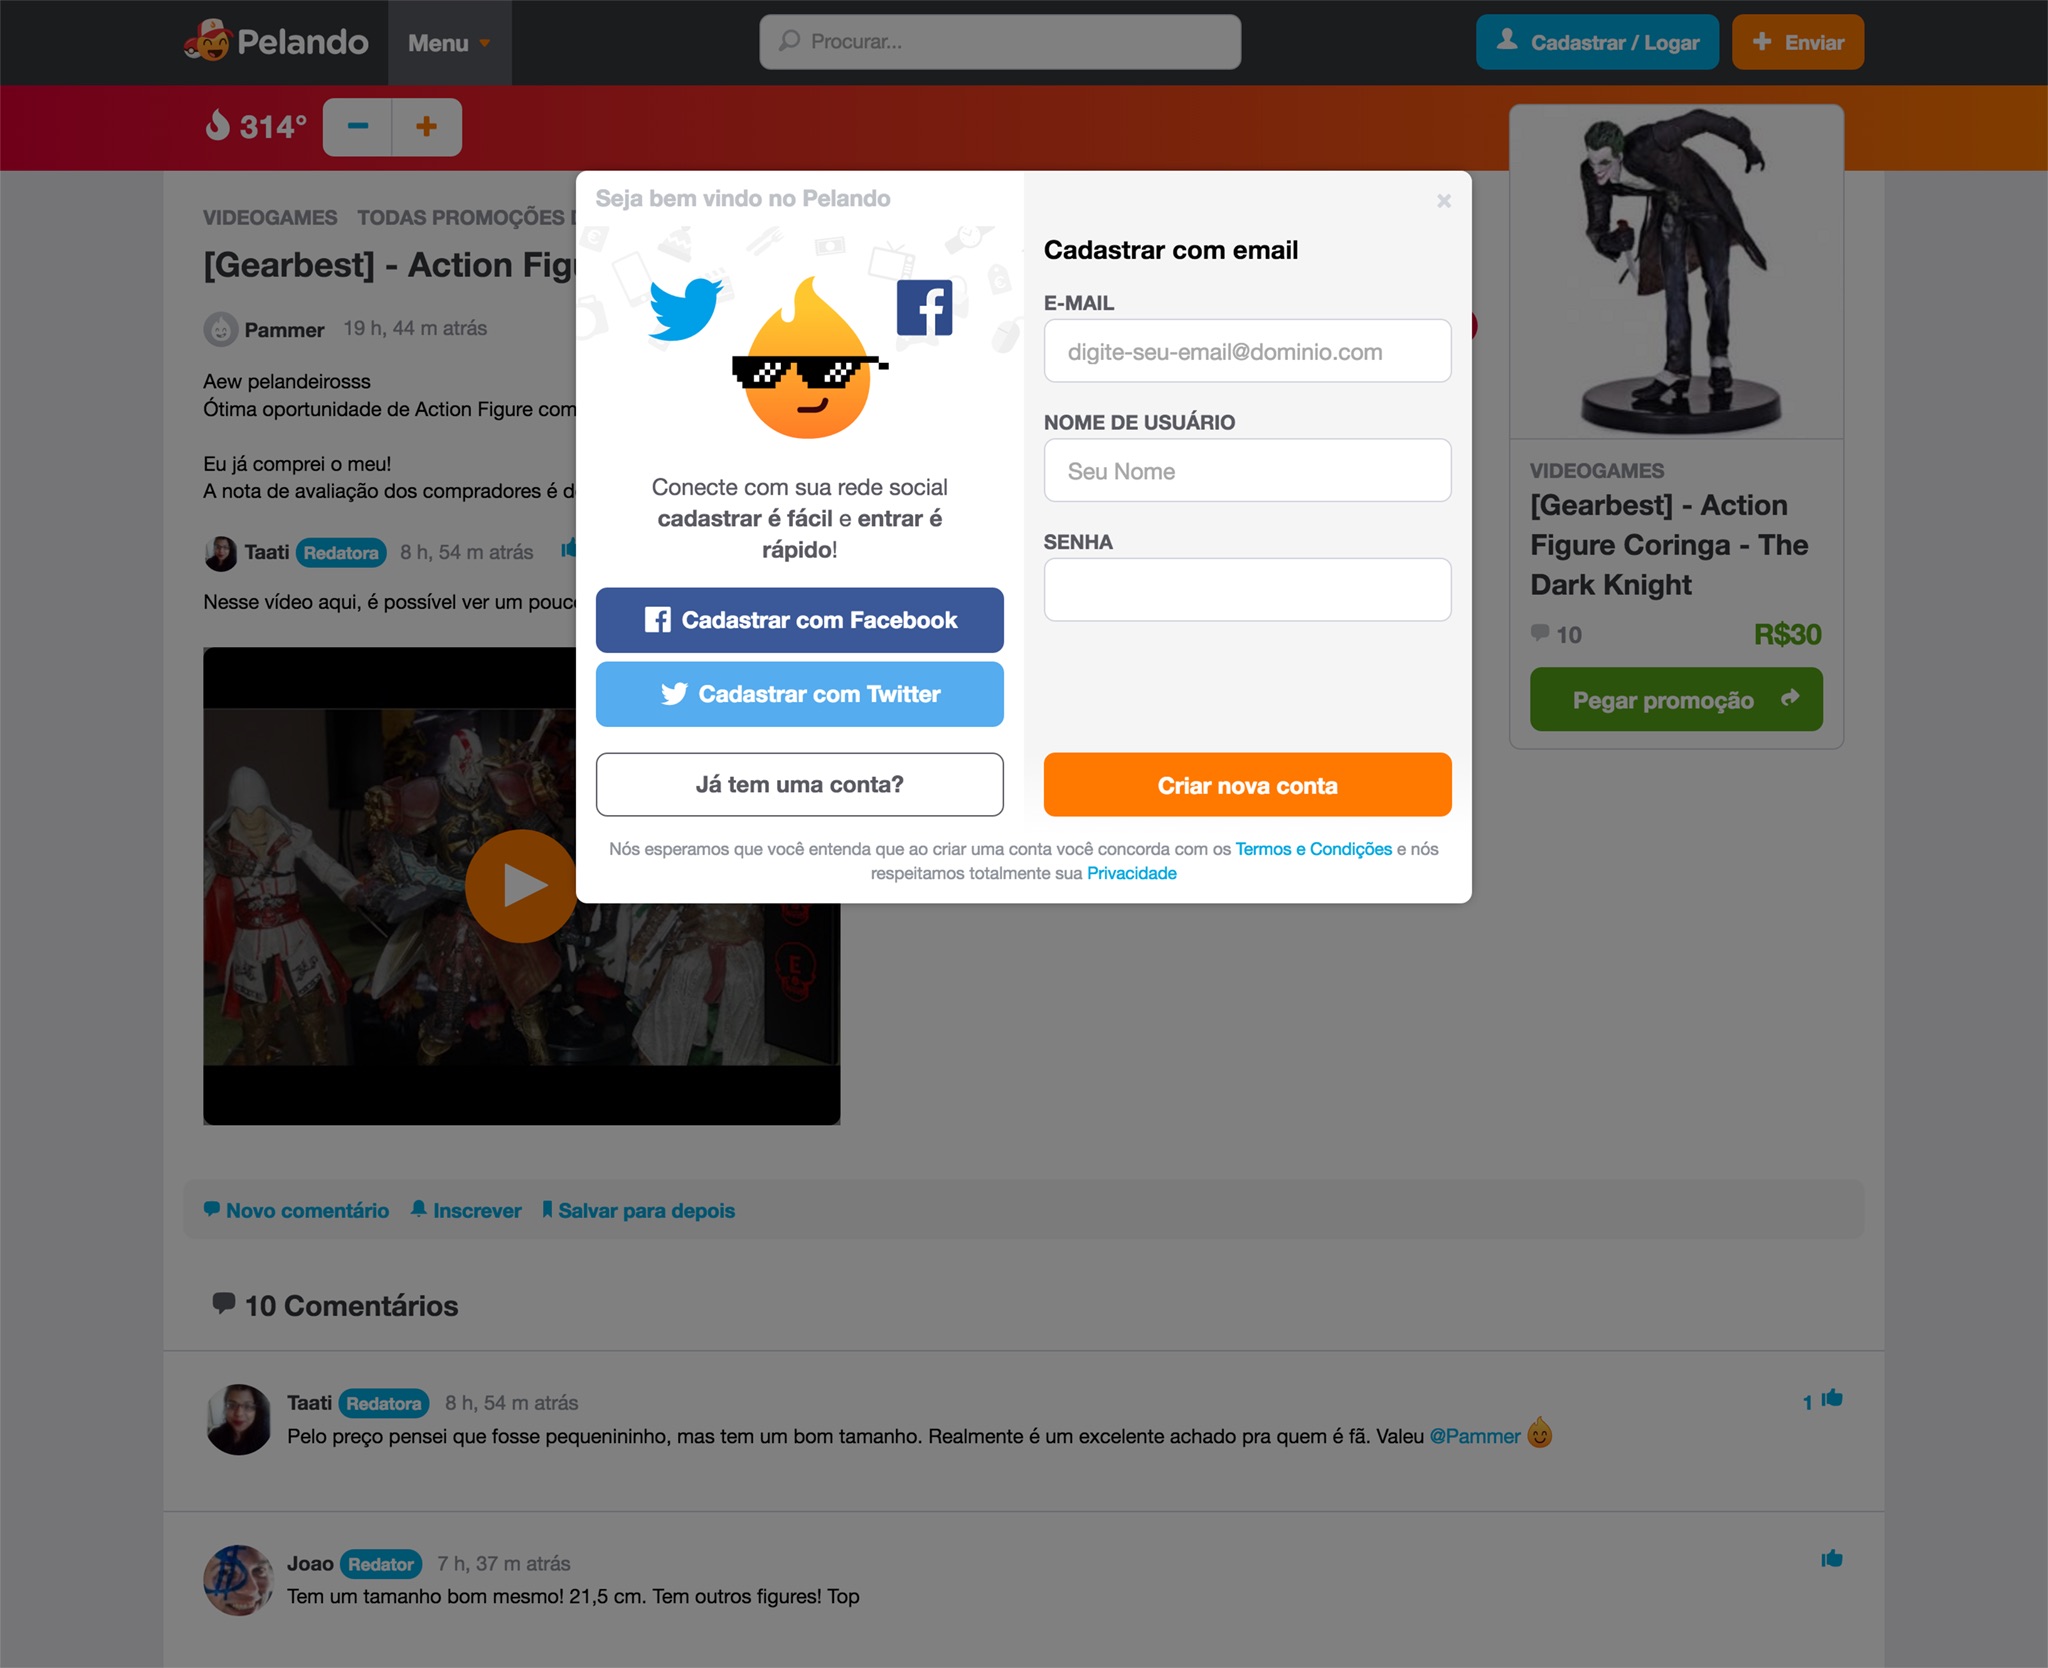 Pelando
Menu
Procurar...
Cadastrar / Logar
+ Enviar
314°
VIDEOGAMES TODAS PROMOÇÕES
[Gearbest] - Action
Pammer 19 h, 44 m atrás
Aew pelandeirosss
Ótima oportunidade de Action Figure com
Eu já comprei o meu!
A nota de avaliação dos compradores é
Taati Redatora 8 h, 54 m atrás
Nesse vídeo aqui, é possível ver um
Seja bem vindo no Pelando
Conecte com sua rede social
cadastrar é fácil e entrar é
rápido!
Cadastrar com Facebook
Cadastrar com Twitter
Já tem uma conta?
×
Cadastrar com email
E-MAIL
digite-seu-email@dominio.com
NOME DE USUÁRIO
Seu Nome
SENHA
Criar nova conta
Nós esperamos que você entenda que ao criar uma conta você concorda com os Termos e Condições e nós
respeitamos totalmente sua Privacidade
VIDEOGAMES
[Gearbest] - Action
Figure Coringa - The
Dark Knight
10 R$30
Pegar promoção
Novo comentário Inscrever Salvar para depois
10 Comentários
Taati Redatora 8 h, 54 m atrás
1
Pelo preço pensei que fosse pequenininho, mas tem um bom tamanho. Realmente é um excelente achado pra quem é fã. Valeu @Pammer
Joao Redator 7 h, 37 m atrás
Tem um tamanho bom mesmo! 21,5 cm. Tem outros figures! Top